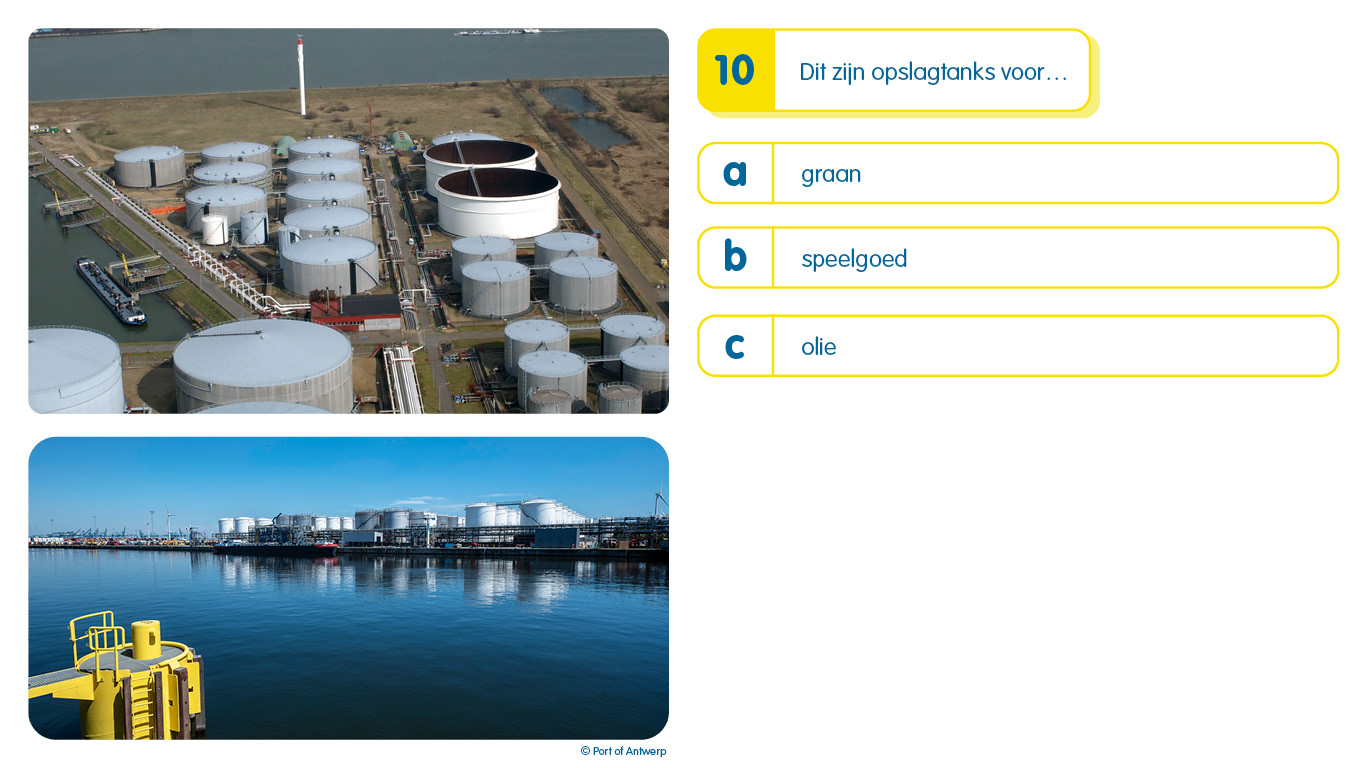 10 Dit zijn opslagtanks voor...
a graan
b speelgoed
c olie
© Port of Antwerp